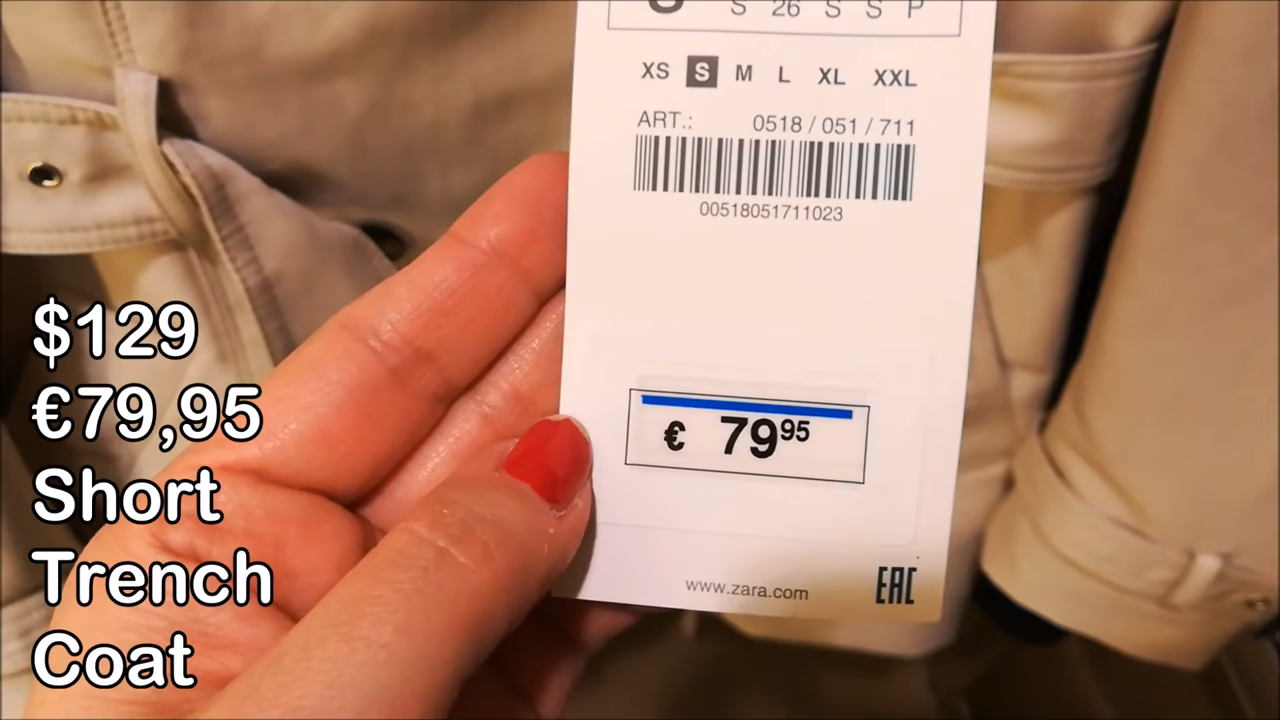 S 26 S S P
XS S M L XL XXL
ART.: 0518 / 051 / 711
00518051711023
€ 7995
www.zara.com
EAC
$129
€79,95
Short
Trench
Coat